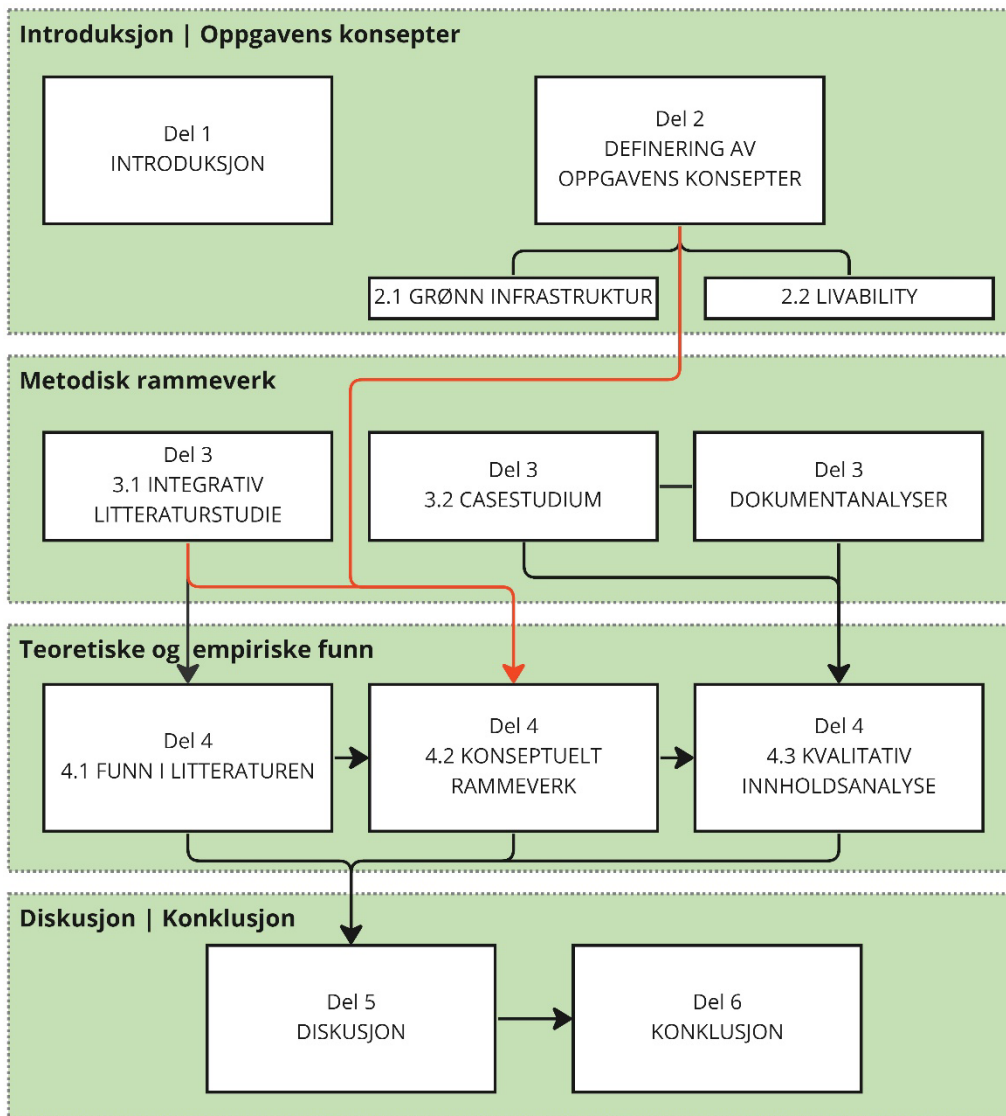 Introduksjon | Oppgavens konsepter
Del 1
INTRODUKSJON
Del 2
DEFINERING AV
OPPGAVENS KONSEPTER
2.1 GRØNN INFRASTRUKTUR
2.2 LIVABILITY
Metodisk rammeverk
Del 3
3.1 INTEGRATIV
LITTERATURSTUDIE
Del 3
3.2 CASESTUDIUM
Del 3
DOKUMENTANALYSER
Teoretiske og empiriske funn
Del 4
4.1 FUNN I LITTERATUREN
Del 4
4.2 KONSEPTUELT
RAMMEVERK
Del 4
4.3 KVALITATIV
INNHOLDSANALYSE
Diskusjon | Konklusjon
Del 5
DISKUSJON
Del 6
KONKLUSJON